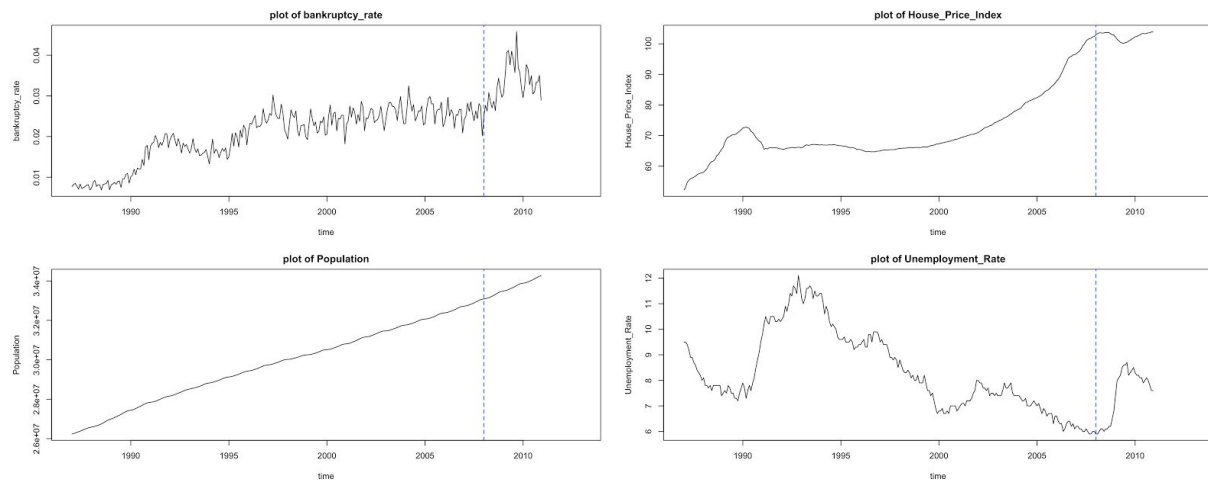 plot of bankruptcy_rate
bankruptcy_rate
0.04
0.03
0.02
0.01
1990 1995 2000 2005 2010
time
plot of House_Price_Index
House_Price_Index
100
90
80
70
60
1990 1995 2000 2005 2010
time
plot of Population
Population
3.4e+07
3.2e+07
3.0e+07
2.8e+07
2.6e+07
1990 1995 2000 2005 2010
time
plot of Unemployment_Rate
Unemployment_Rate
12
11
10
9
8
7
6
1990 1995 2000 2005 2010
time